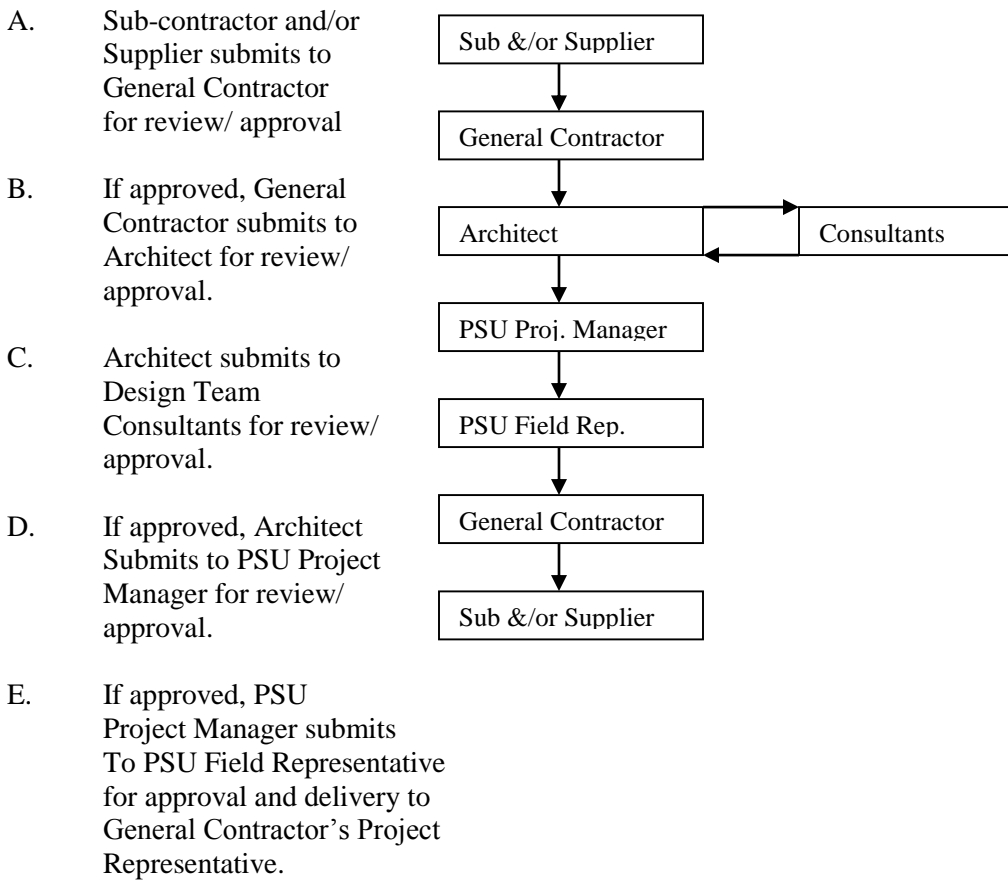 A. Sub-contractor and/or
Supplier submits to
General Contractor
for review/ approval
B. If approved, General
Contractor submits to
Architect for review/
approval.
C. Architect submits to
Design Team
Consultants for review/
approval.
D. If approved, Architect
Submits to PSU Project
Manager for review/
approval.
E. If approved, PSU
Project Manager submits
To PSU Field Representative
for approval and delivery to
General Contractor’s Project
Representative.
Sub &/or Supplier
General Contractor
Architect
Consultants
PSU Proj. Manager
PSU Field Rep.
General Contractor
Sub &/or Supplier